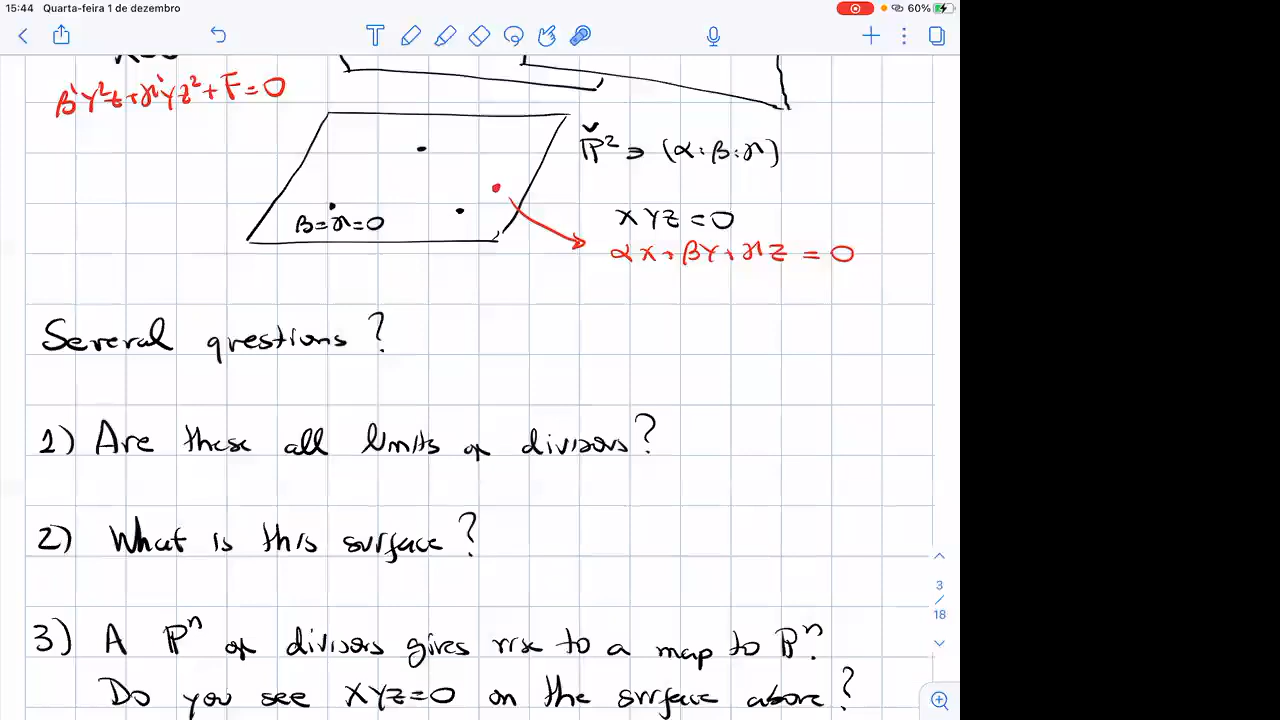 15:44 Quarta-feira 1 de dezembro
60%
β'Y²Z+γ'YZ²+F=0
P̌²∋(α:β:γ)
β=γ=0
XYZ=0
αX+βY+γZ=0
Several questions?
1) Are these all limits of divisors?
2) What is this surface?
3
/
18
3) A Pⁿ of divisors gives rise to a map to Pⁿ.
Do you see XYZ=0 on the surface above?